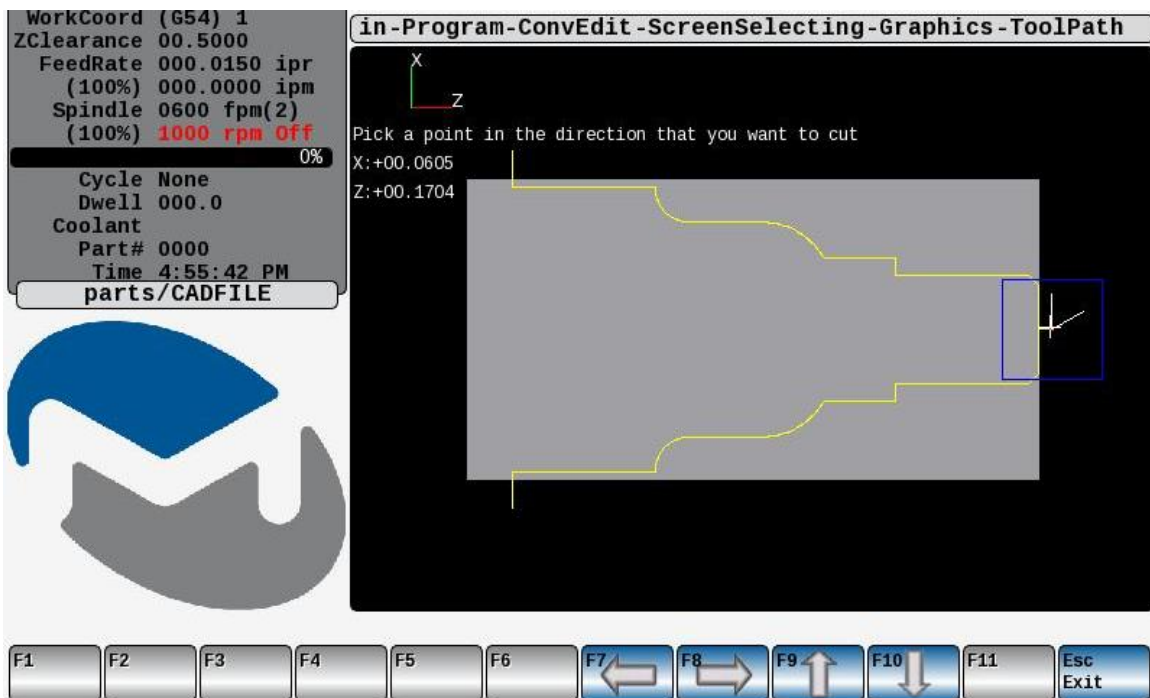 WorkCoord (G54) 1
ZClearance 00.5000
FeedRate 000.0150 ipr
(100%) 000.0000 ipm
Spindle 0600 fpm(2)
(100%) 1000 rpm Off
0%
Cycle None
Dwell 000.0
Coolant
Part# 0000
Time 4:55:42 PM
parts/CADFILE
in-Program-ConvEdit-ScreenSelecting-Graphics-ToolPath
X
Z
Pick a point in the direction that you want to cut
X:+00.0605
Z:+00.1704
F1
F2
F3
F4
F5
F6
F7
F8
F9
F10
F11
Esc
Exit